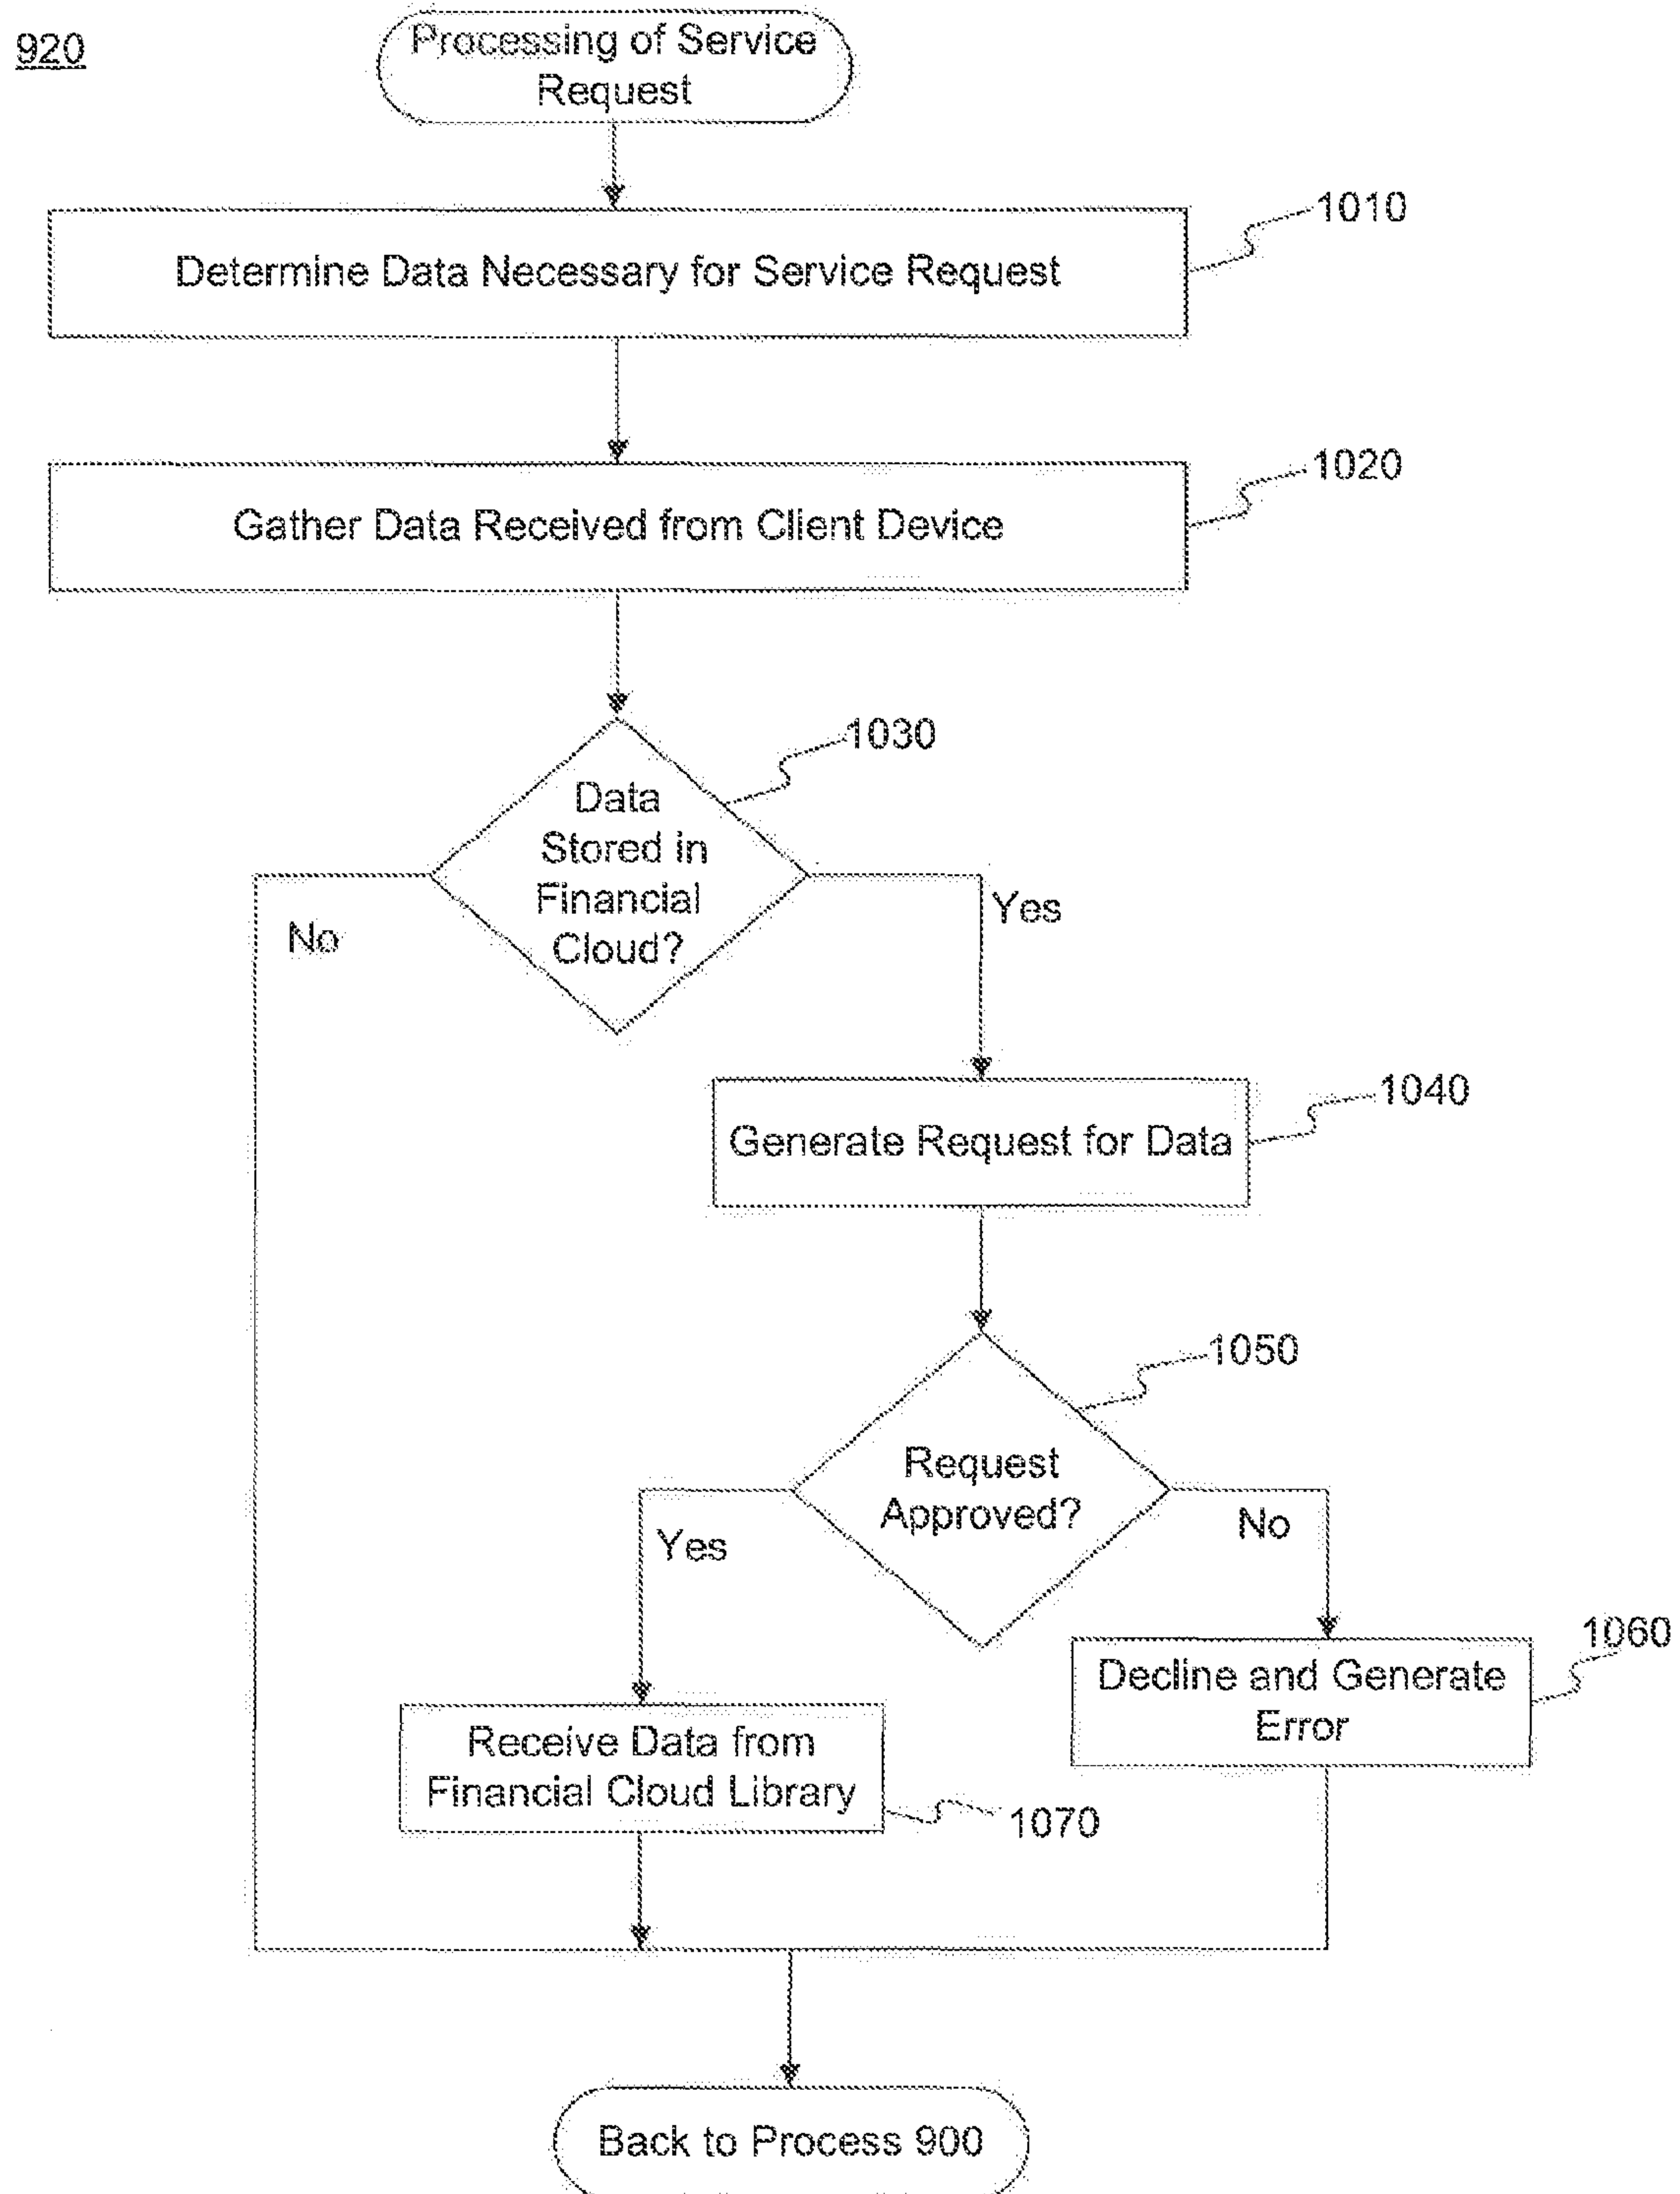 920
Processing of Service
Request
1010
Determine Data Necessary for Service Request
1020
Gather Data Received from Client Device
1030
Data
Stored in
Financial
Cloud?
No
Yes
1040
Generate Request for Data
1050
Request
Approved?
Yes
No
1060
Decline and Generate
Error
Receive Data from
Financial Cloud Library
1070
Back to Process 900